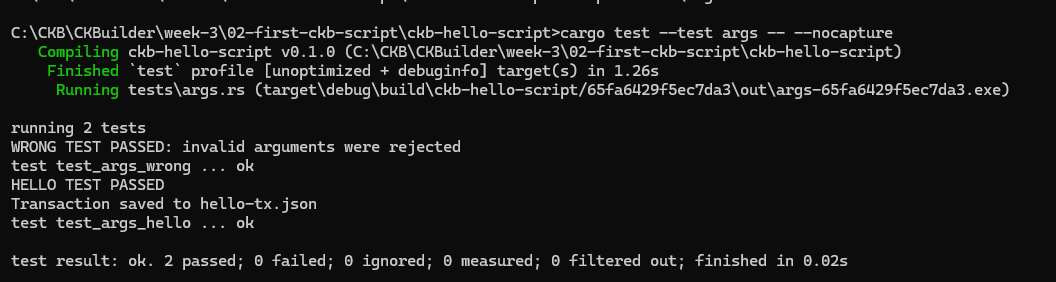 C:\CKB\CKBuilder\week-3\02-first-ckb-script\ckb-hello-script>cargo test --test args -- --nocapture
Compiling ckb-hello-script v0.1.0 (C:\CKB\CKBuilder\week-3\02-first-ckb-script\ckb-hello-script)
Finished `test` profile [unoptimized + debuginfo] target(s) in 1.26s
Running tests\args.rs (target\debug\build\ckb-hello-script/65fa6429f5ec7da3\out\args-65fa6429f5ec7da3.exe)
running 2 tests
WRONG TEST PASSED: invalid arguments were rejected
test test_args_wrong ... ok
HELLO TEST PASSED
Transaction saved to hello-tx.json
test test_args_hello ... ok
test result: ok. 2 passed; 0 failed; 0 ignored; 0 measured; 0 filtered out; finished in 0.02s